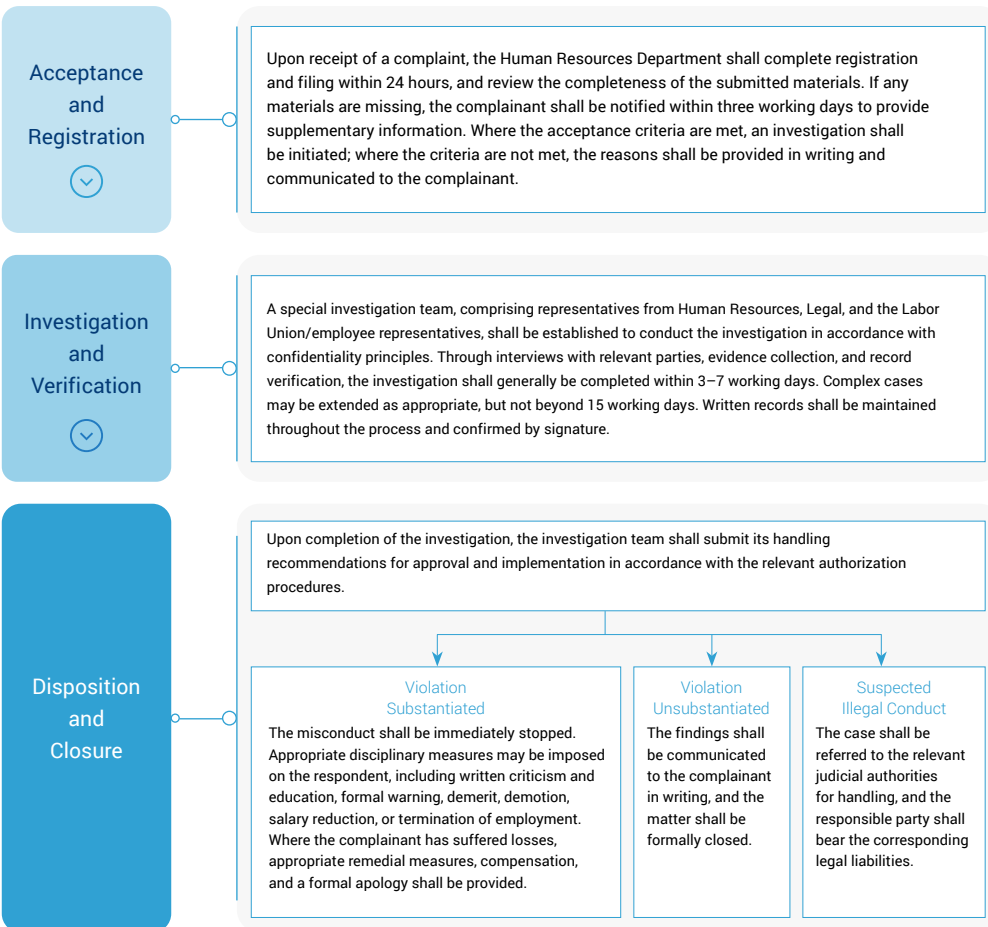 Acceptance
and
Registration
Upon receipt of a complaint, the Human Resources Department shall complete registration
and filing within 24 hours, and review the completeness of the submitted materials. If any
materials are missing, the complainant shall be notified within three working days to provide
supplementary information. Where the acceptance criteria are met, an investigation shall
be initiated; where the criteria are not met, the reasons shall be provided in writing and
communicated to the complainant.
Investigation
and
Verification
A special investigation team, comprising representatives from Human Resources, Legal, and the Labor
Union/employee representatives, shall be established to conduct the investigation in accordance with
confidentiality principles. Through interviews with relevant parties, evidence collection, and record
verification, the investigation shall generally be completed within 3–7 working days. Complex cases
may be extended as appropriate, but not beyond 15 working days. Written records shall be maintained
throughout the process and confirmed by signature.
Disposition
and
Closure
Upon completion of the investigation, the investigation team shall submit its handling
recommendations for approval and implementation in accordance with the relevant authorization
procedures.
Violation
Substantiated
The misconduct shall be immediately stopped.
Appropriate disciplinary measures may be imposed
on the respondent, including written criticism and
education, formal warning, demerit, demotion,
salary reduction, or termination of employment.
Where the complainant has suffered losses,
appropriate remedial measures, compensation,
and a formal apology shall be provided.
Violation
Unsubstantiated
The findings shall
be communicated
to the complainant
in writing, and the
matter shall be
formally closed.
Suspected
Illegal Conduct
The case shall be
referred to the relevant
judicial authorities
for handling, and the
responsible party shall
bear the corresponding
legal liabilities.